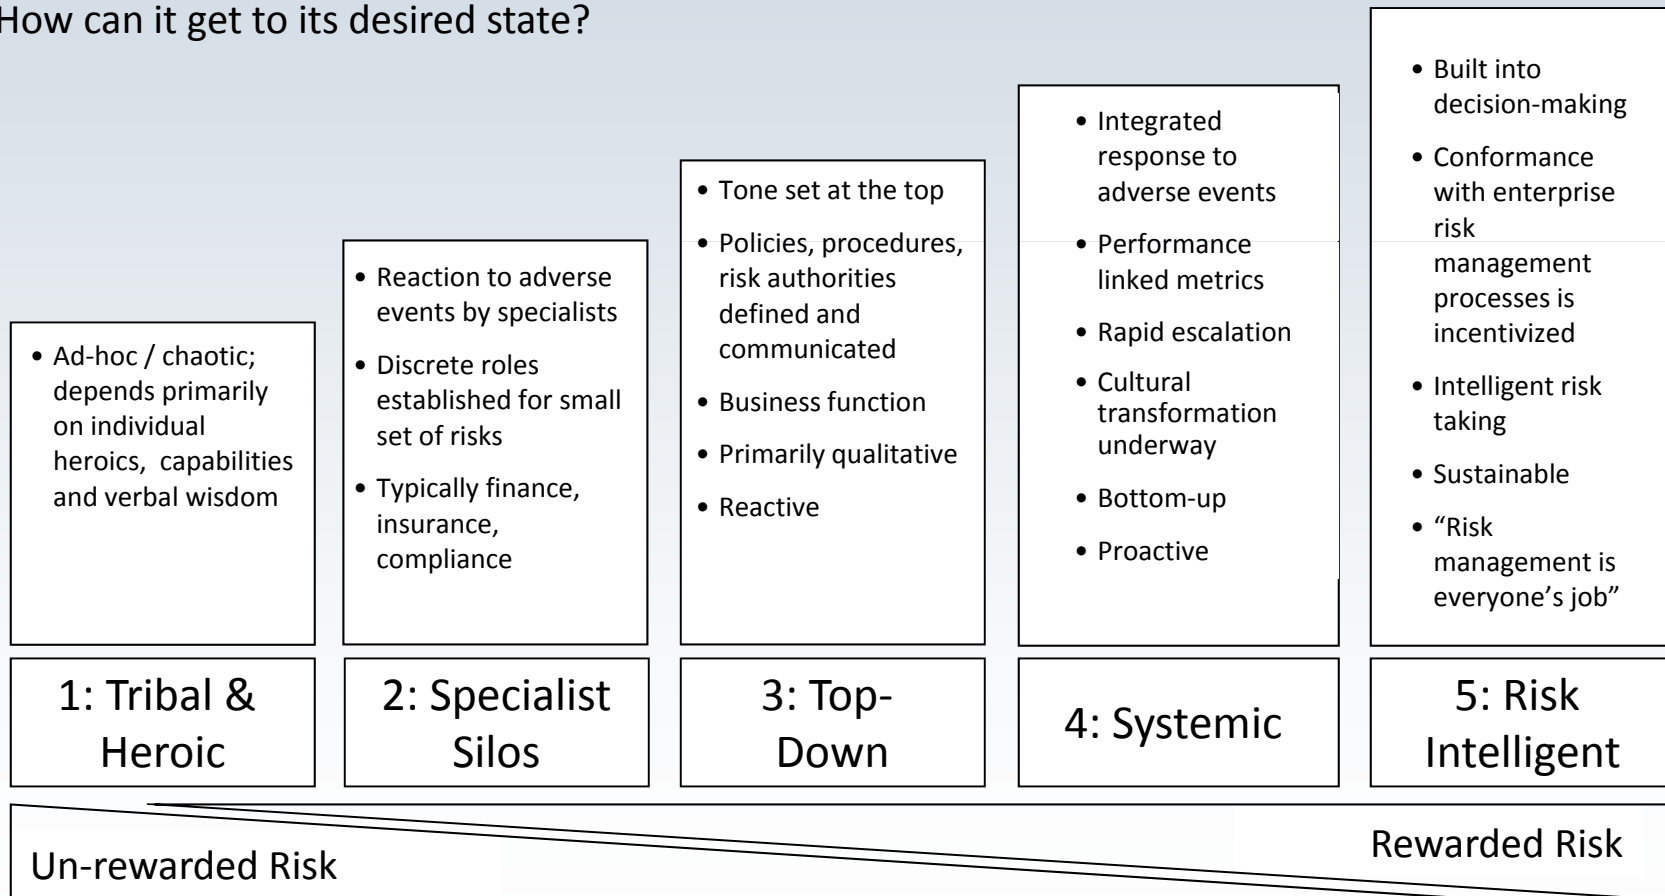 How can it get to its desired state?
• Ad-hoc / chaotic;
depends primarily
on individual
heroics, capabilities
and verbal wisdom
1: Tribal &
Heroic
• Reaction to adverse
events by specialists
• Discrete roles
established for small
set of risks
• Typically finance,
insurance,
compliance
2: Specialist
Silos
• Tone set at the top
• Policies, procedures,
risk authorities
defined and
communicated
• Business function
• Primarily qualitative
• Reactive
3: Top-
Down
• Integrated
response to
adverse events
• Performance
linked metrics
• Rapid escalation
• Cultural
transformation
underway
• Bottom-up
• Proactive
4: Systemic
• Built into
decision-making
• Conformance
with enterprise
risk
management
processes is
incentivized
• Intelligent risk
taking
• Sustainable
• “Risk
management is
everyone’s job”
5: Risk
Intelligent
Un-rewarded Risk
Rewarded Risk